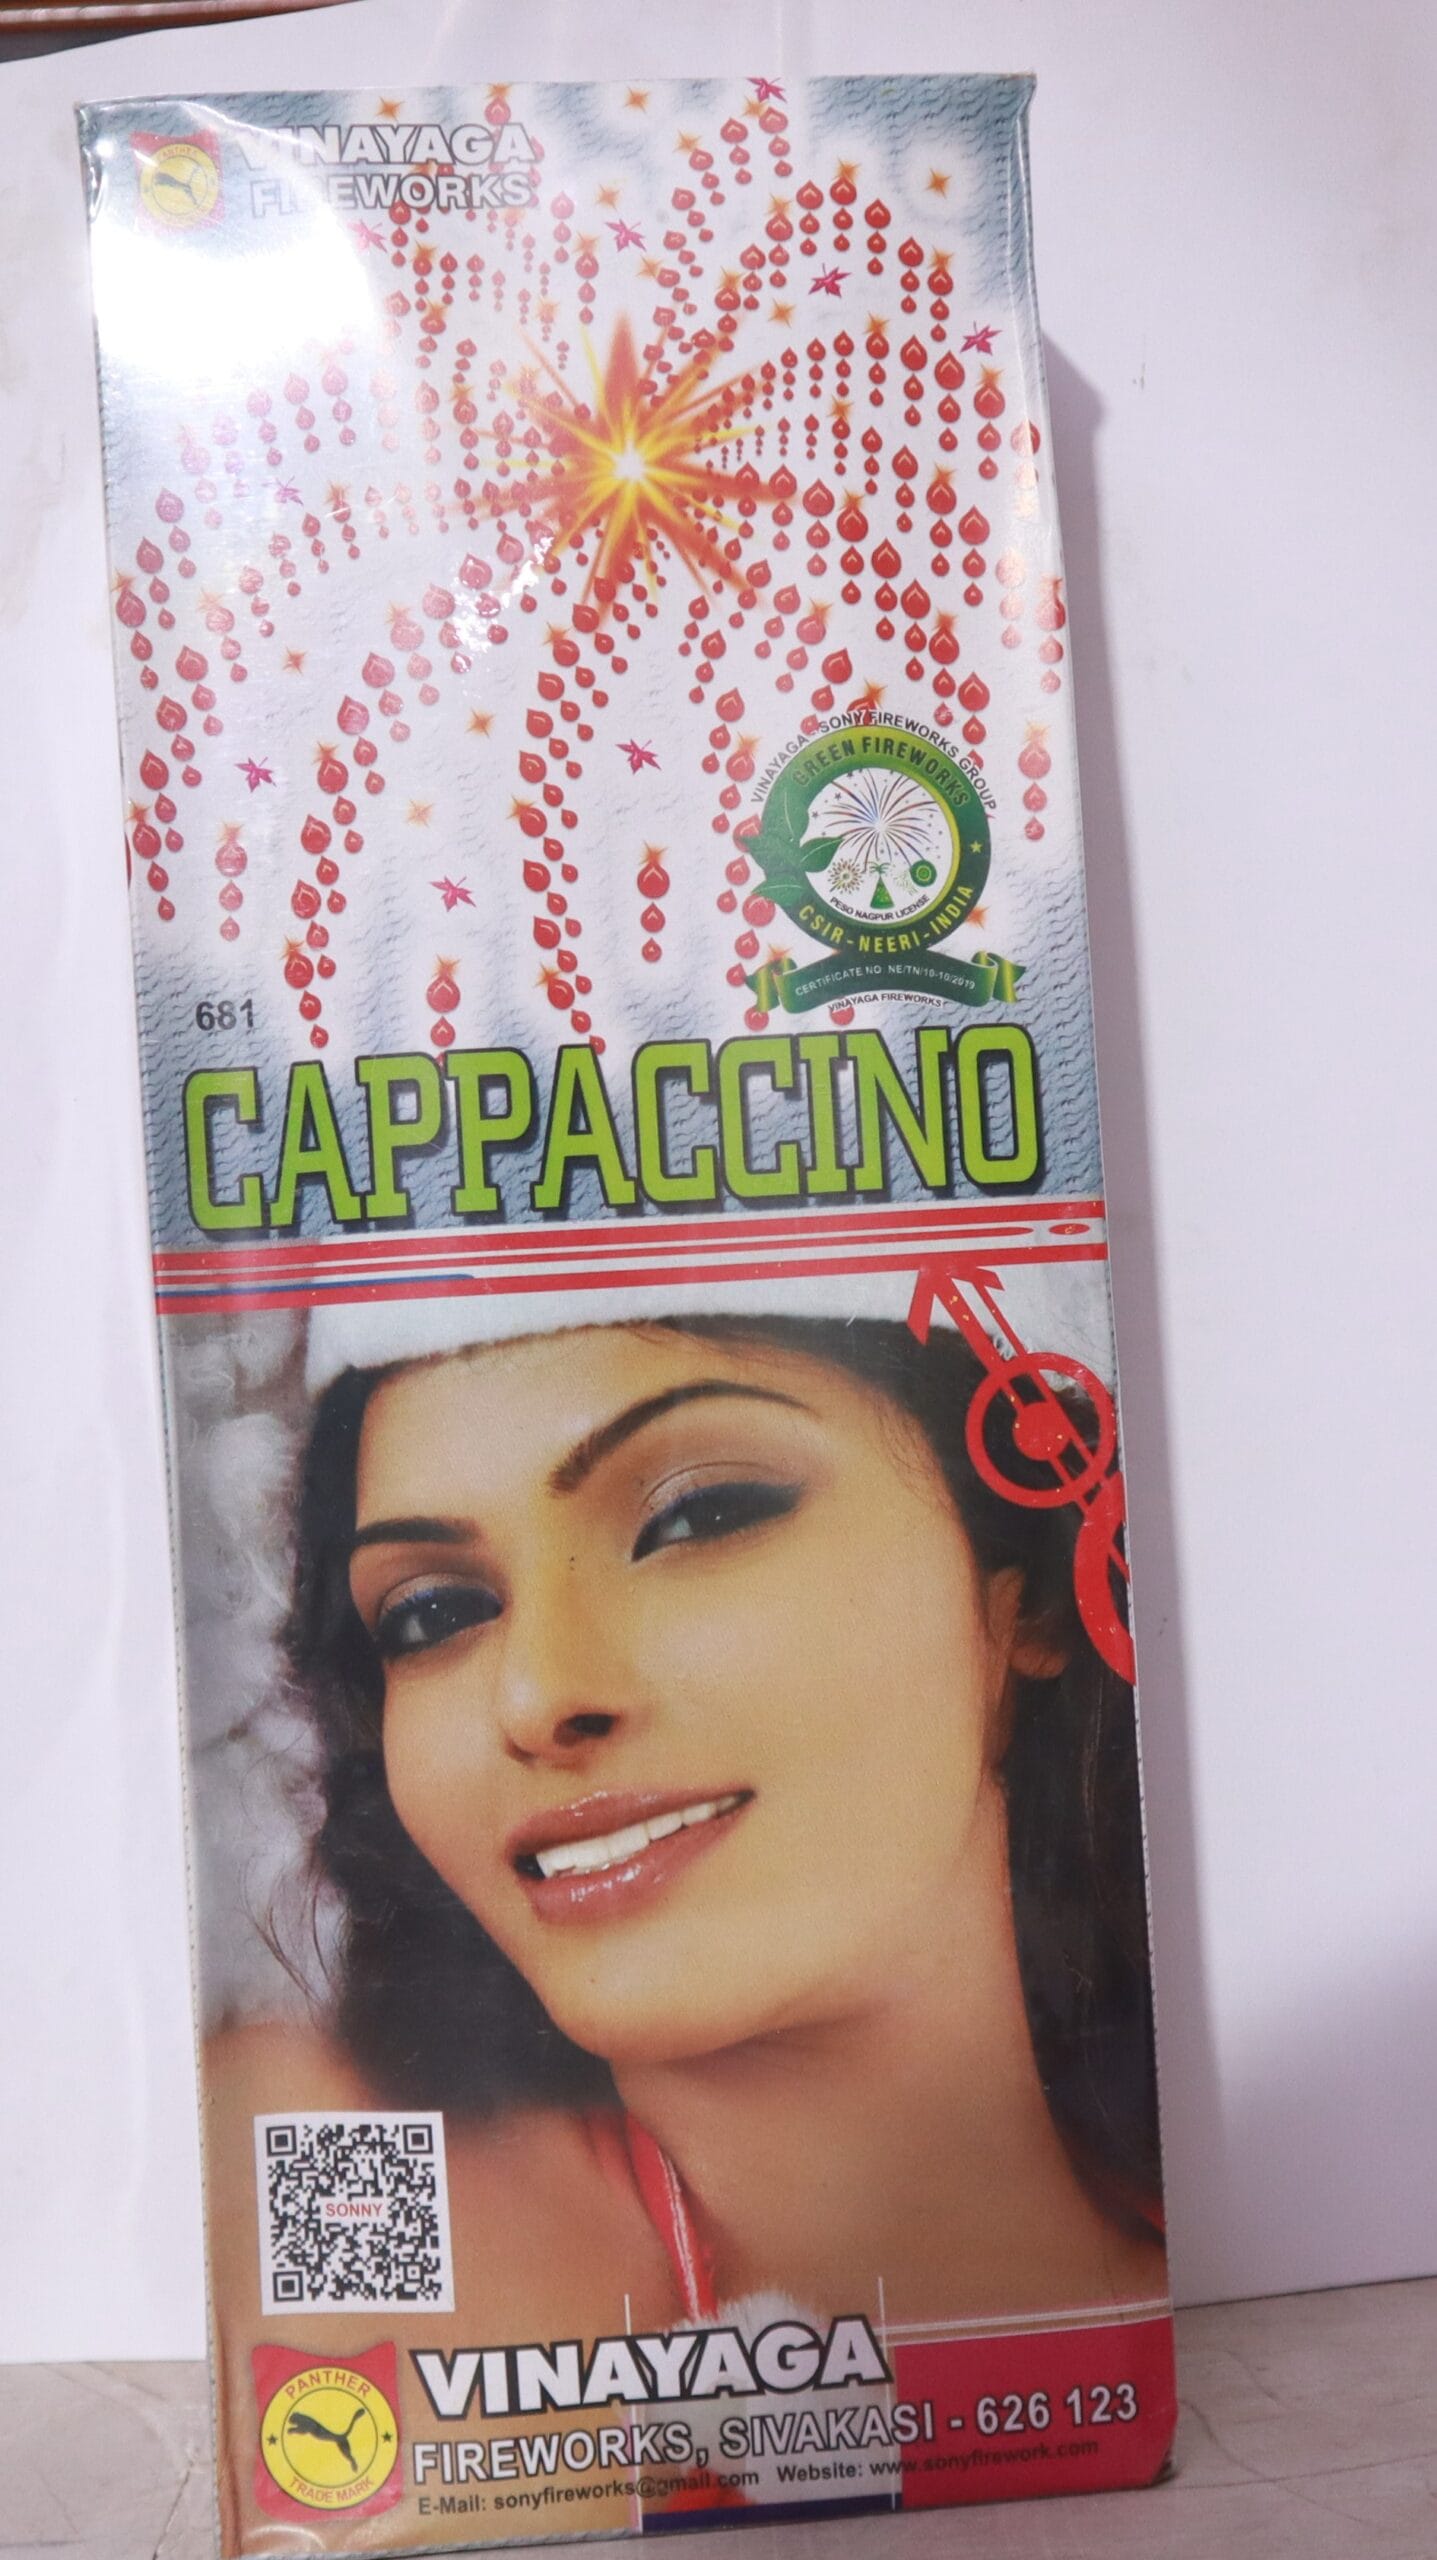 PANTHER
VINAYAGA
FIREWORKS
VINAYAGA - SONY FIREWORKS GROUP
GREEN FIREWORKS
PESO NAGPUR LICENSE
CSIR - NEERI - INDIA
CERTIFICATE NO. NE/TN/10-10/2019
VINAYAGA FIREWORKS
681
CAPPACCINO
SONNY
PANTHER
TRADE MARK
VINAYAGA
FIREWORKS, SIVAKASI - 626 123
E-Mail: sonyfireworks@gmail.com Website: www.sonyfirework.com